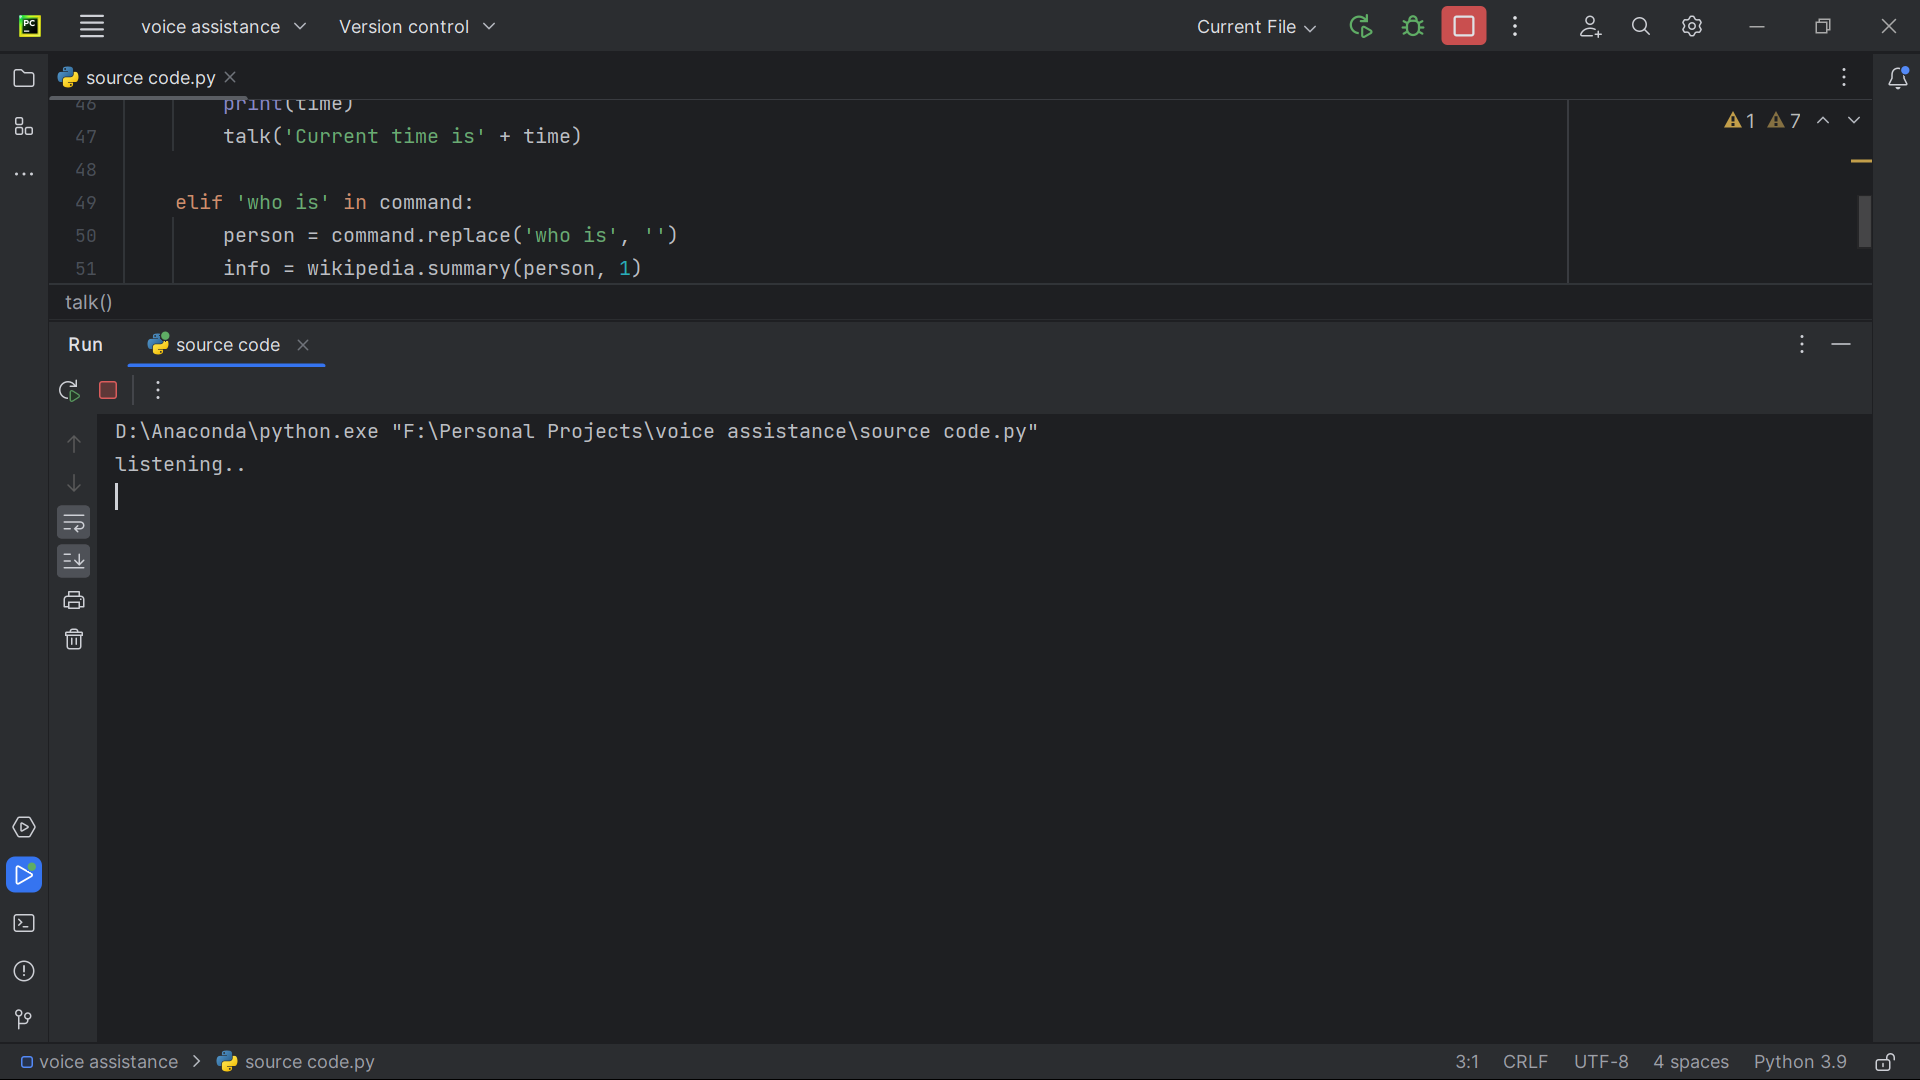 PC
voice assistance
Version control
Current File
source code.py
46 print(time)
47 talk('Current time is' + time)
48
49 elif 'who is' in command:
50 person = command.replace('who is', '')
51 info = wikipedia.summary(person, 1)
1 7
talk()
Run
source code
D:\Anaconda\python.exe "F:\Personal Projects\voice assistance\source code.py"
listening..
voice assistance > source code.py
3:1 CRLF UTF-8 4 spaces Python 3.9